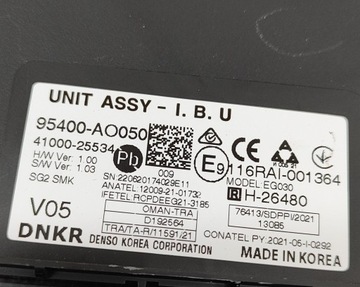 UNIT ASSY - I. B. U
95400-AO050
41000-25534
H/W Ver: 1.00
S/W Ver: 1.03
SG2 SMK
V05
DNKR
Pb
009
SN:220620174029E11
ANATEL:12009-21-01732
IFETEL:RCPDEEG21-3185
OMAN-TRA
D192564
TRA/TA-R/11591/21
DENSO KOREA CORPORATION
E9
116RAI-001364
MODEL:EG030
R H-26480
76413/SDPPI/2021
13085
CONATEL PY:2021-05-I-0292
MADE IN KOREA